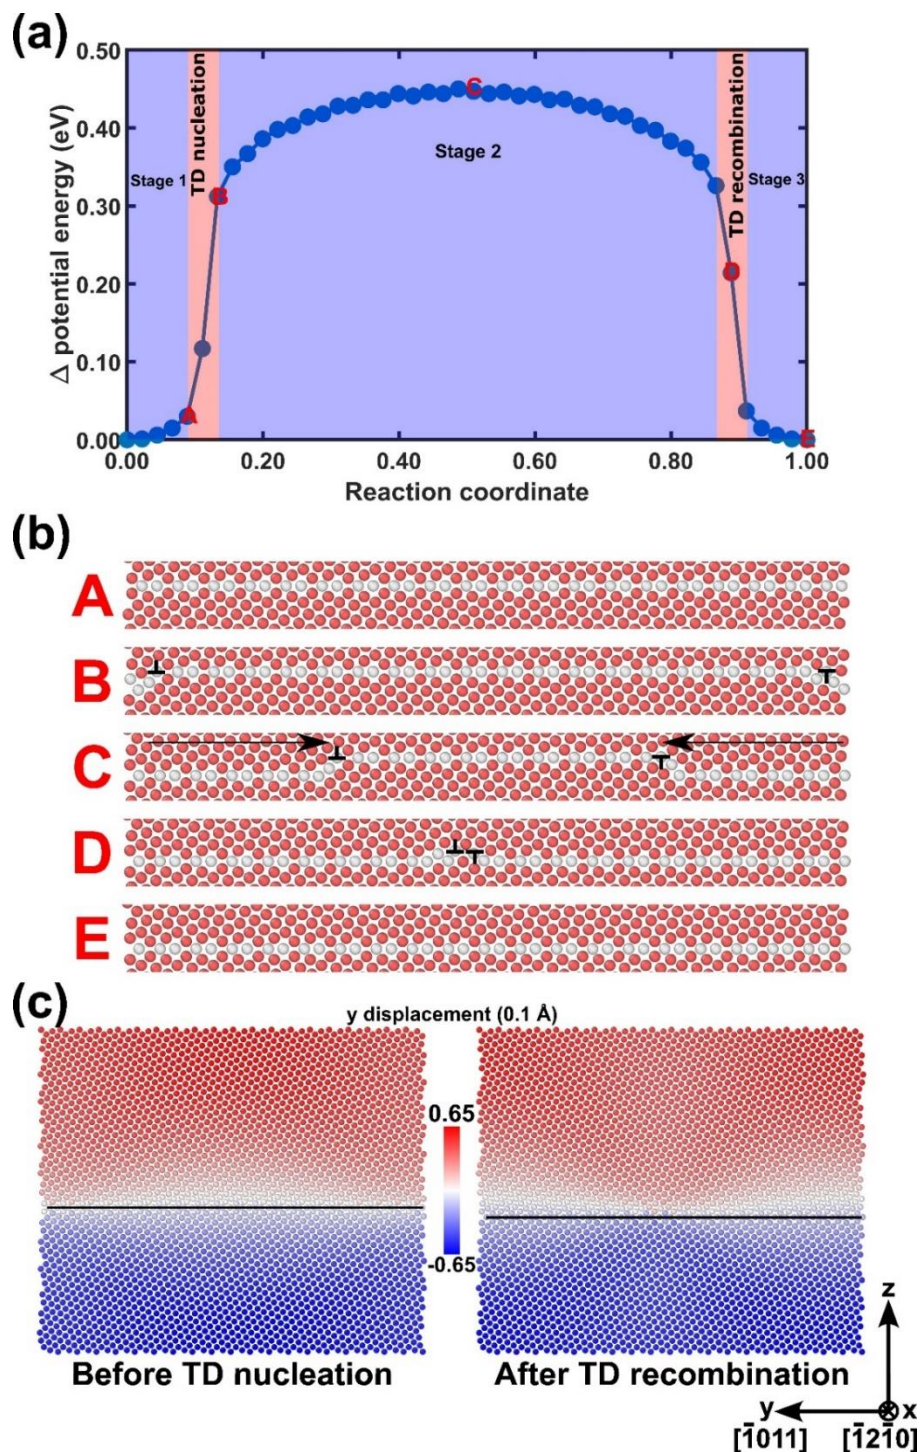 (a)
0.50
0.40
0.30
0.20
0.10
0.00
Δ potential energy (eV)
Stage 1
TD nucleation
Stage 2
TD recombination
Stage 3
A
B
C
D
E
0.00 0.20 0.40 0.60 0.80 1.00
Reaction coordinate
(b)
A
B
C
D
E
(c)
y displacement (0.1 Å)
0.65
-0.65
Before TD nucleation
After TD recombination
z
y x
[1̅011] [1̅21̅0]